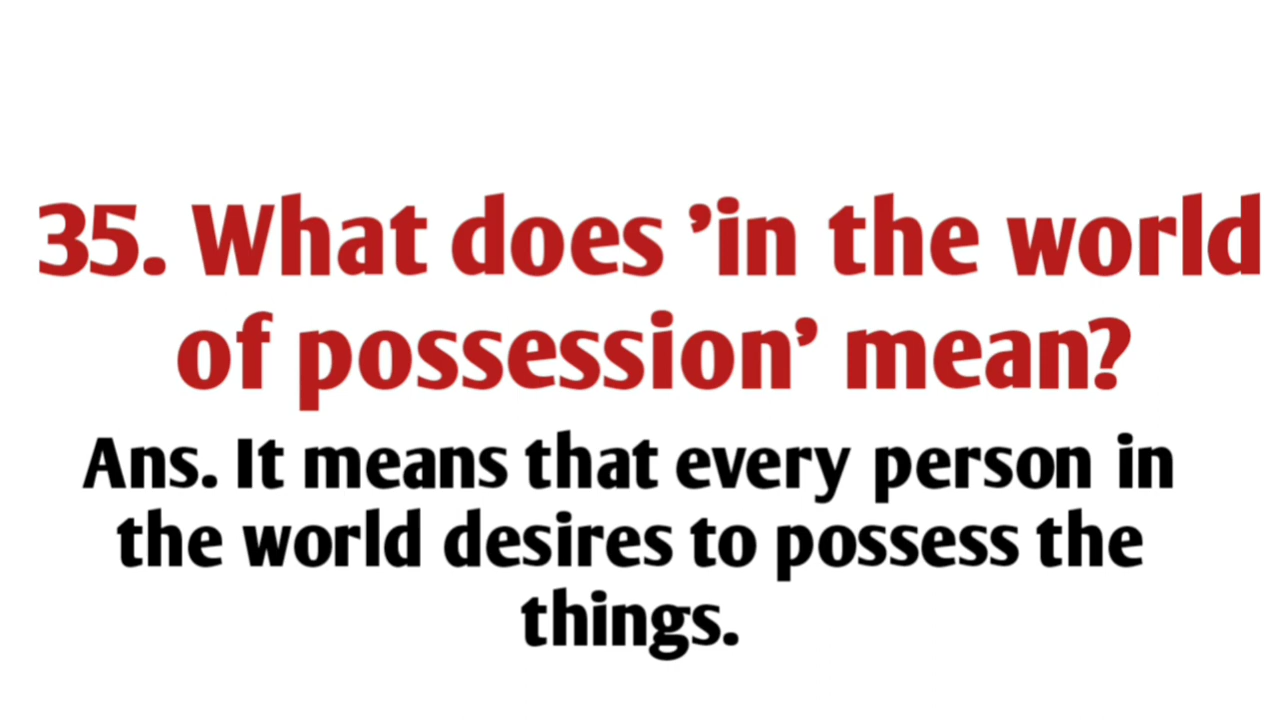 35. What does ’in the world
of possession’ mean?
Ans. It means that every person in
the world desires to possess the
things.